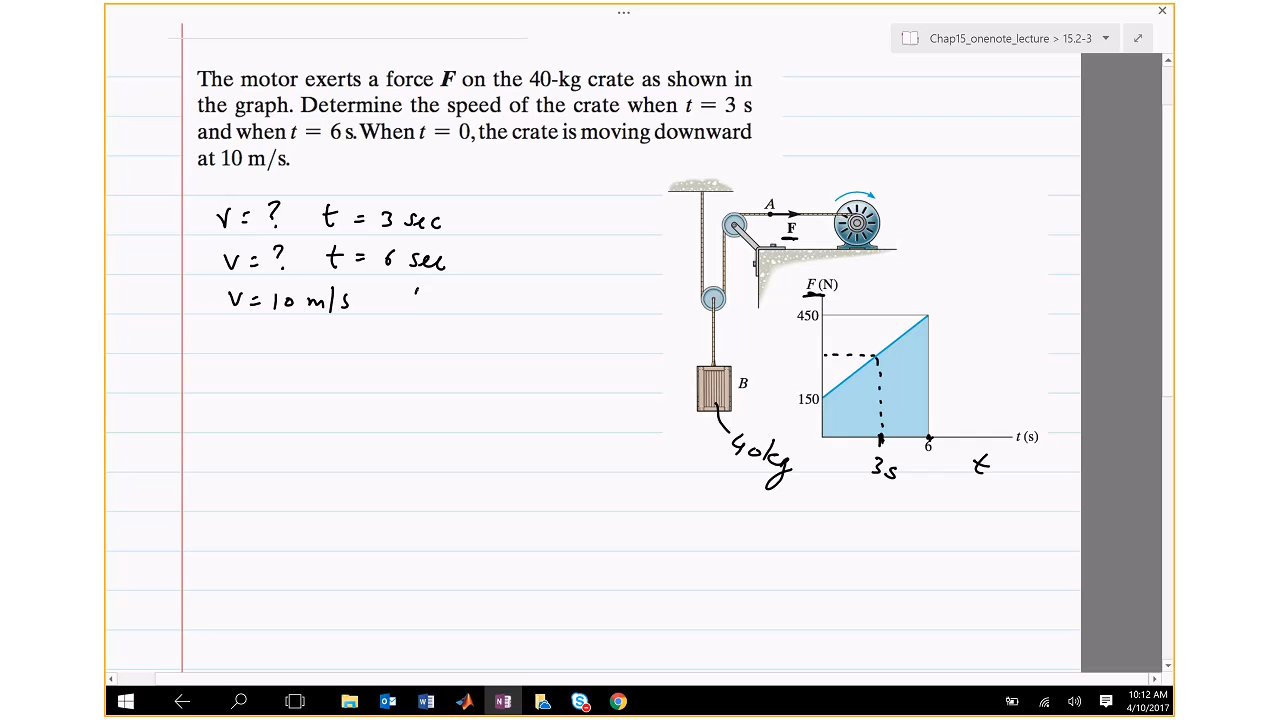 Chap15_onenote_lecture > 15.2-3
The motor exerts a force F on the 40-kg crate as shown in
the graph. Determine the speed of the crate when t = 3 s
and when t = 6 s. When t = 0, the crate is moving downward
at 10 m/s.
v = ? t = 3 sec
v = ? t = 6 sec
v = 10 m/s
A
F
F (N)
450
B
150
t (s)
6
40kg
3s
t
10:12 AM
4/10/2017